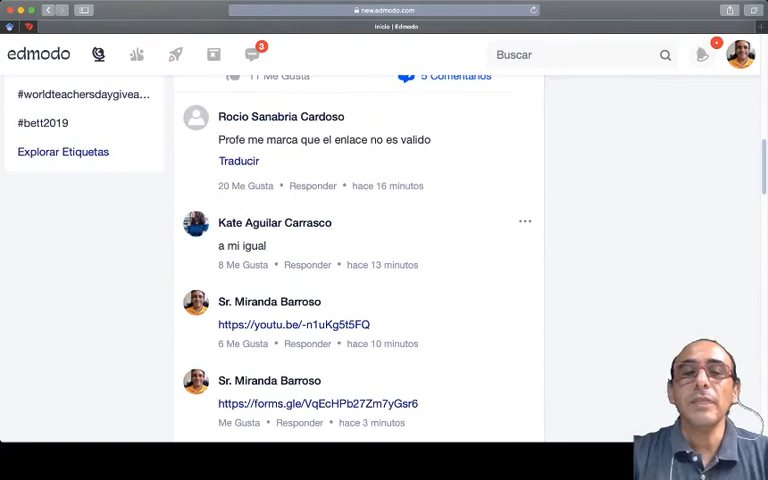 new.edmodo.com
Inicio | Edmodo
edmodo
3
Buscar
#worldteachersdaygivea...
#bett2019
Explorar Etiquetas
11 Me Gusta
5 Comentarios
Rocio Sanabria Cardoso
Profe me marca que el enlace no es valido
Traducir
20 Me Gusta • Responder • hace 16 minutos
Kate Aguilar Carrasco
a mi igual
8 Me Gusta • Responder • hace 13 minutos
Sr. Miranda Barroso
https://youtu.be/-n1uKg5t5FQ
6 Me Gusta • Responder • hace 10 minutos
Sr. Miranda Barroso
https://forms.gle/VqEcHPb27Zm7yGsr6
Me Gusta • Responder • hace 3 minutos